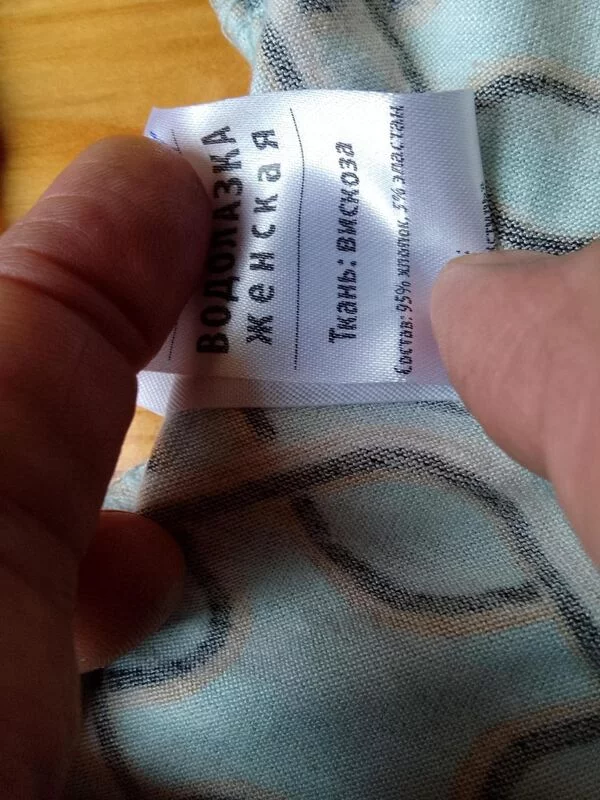 ВОДОЛАЗКА
женская
Ткань: вискоза
Состав: 95% хлопок, 5% эластан